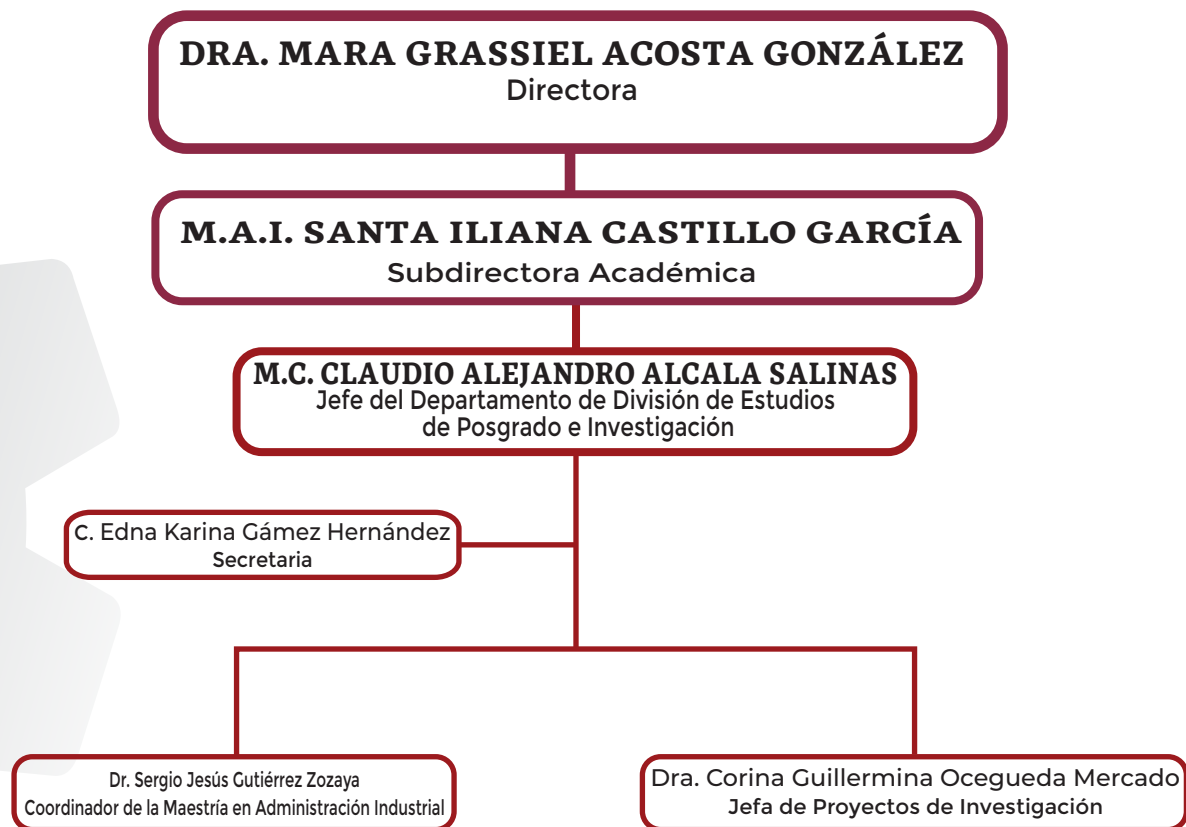 DRA. MARA GRASSIEL ACOSTA GONZÁLEZ
Directora
M.A.I. SANTA ILIANA CASTILLO GARCÍA
Subdirectora Académica
M.C. CLAUDIO ALEJANDRO ALCALA SALINAS
Jefe del Departamento de División de Estudios
de Posgrado e Investigación
C. Edna Karina Gámez Hernández
Secretaria
Dr. Sergio Jesús Gutiérrez Zozaya
Coordinador de la Maestría en Administración Industrial
Dra. Corina Guillermina Ocegueda Mercado
Jefa de Proyectos de Investigación